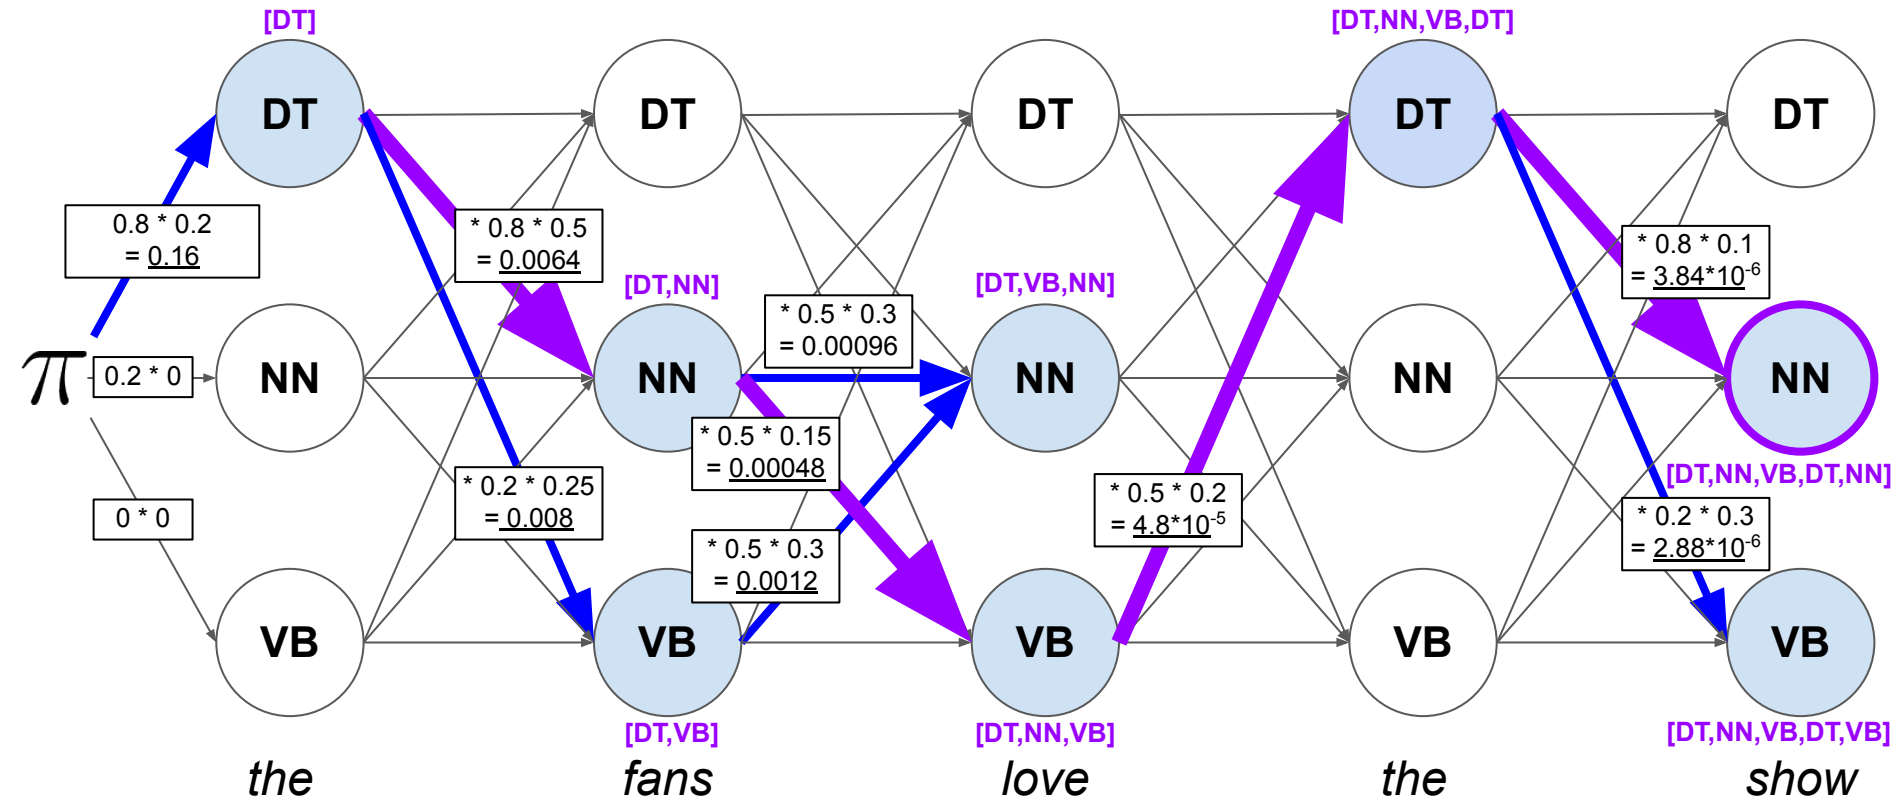 [DT]
[DT,NN,VB,DT]
DT
DT
DT
DT
DT
0.8 * 0.2
= 0.16
* 0.8 * 0.5
= 0.0064
* 0.8 * 0.1
= 3.84*10-6
[DT,NN]
[DT,VB,NN]
* 0.5 * 0.3
= 0.00096
π
0.2 * 0
NN
NN
NN
NN
NN
* 0.5 * 0.15
= 0.00048
[DT,NN,VB,DT,NN]
0 * 0
* 0.2 * 0.25
= 0.008
* 0.5 * 0.2
= 4.8*10-5
* 0.2 * 0.3
= 2.88*10-6
* 0.5 * 0.3
= 0.0012
VB
VB
VB
VB
VB
[DT,VB]
[DT,NN,VB]
[DT,NN,VB,DT,VB]
the
fans
love
the
show